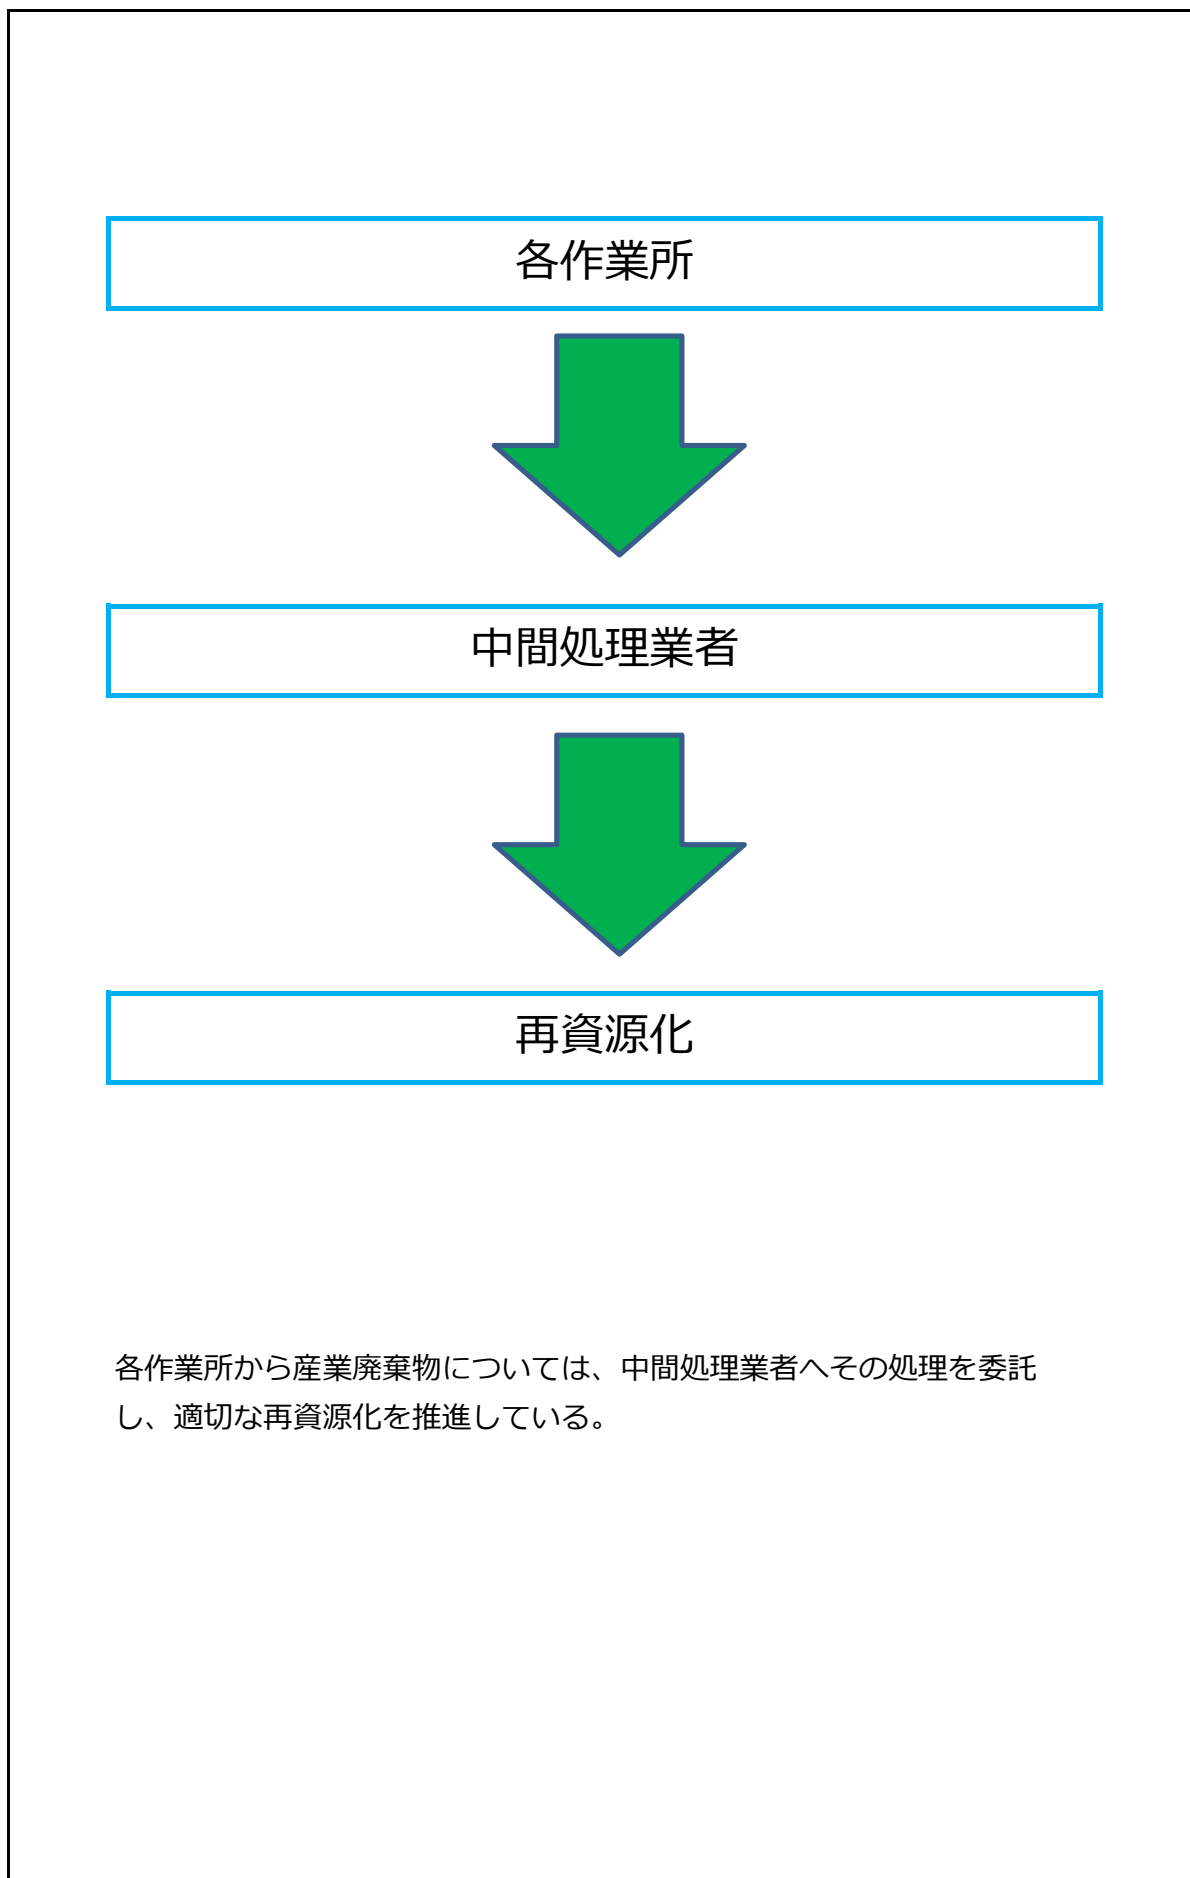 各作業所
中間処理業者
再資源化
各作業所から産業廃棄物については、中間処理業者へその処理を委託
し、適切な再資源化を推進している。